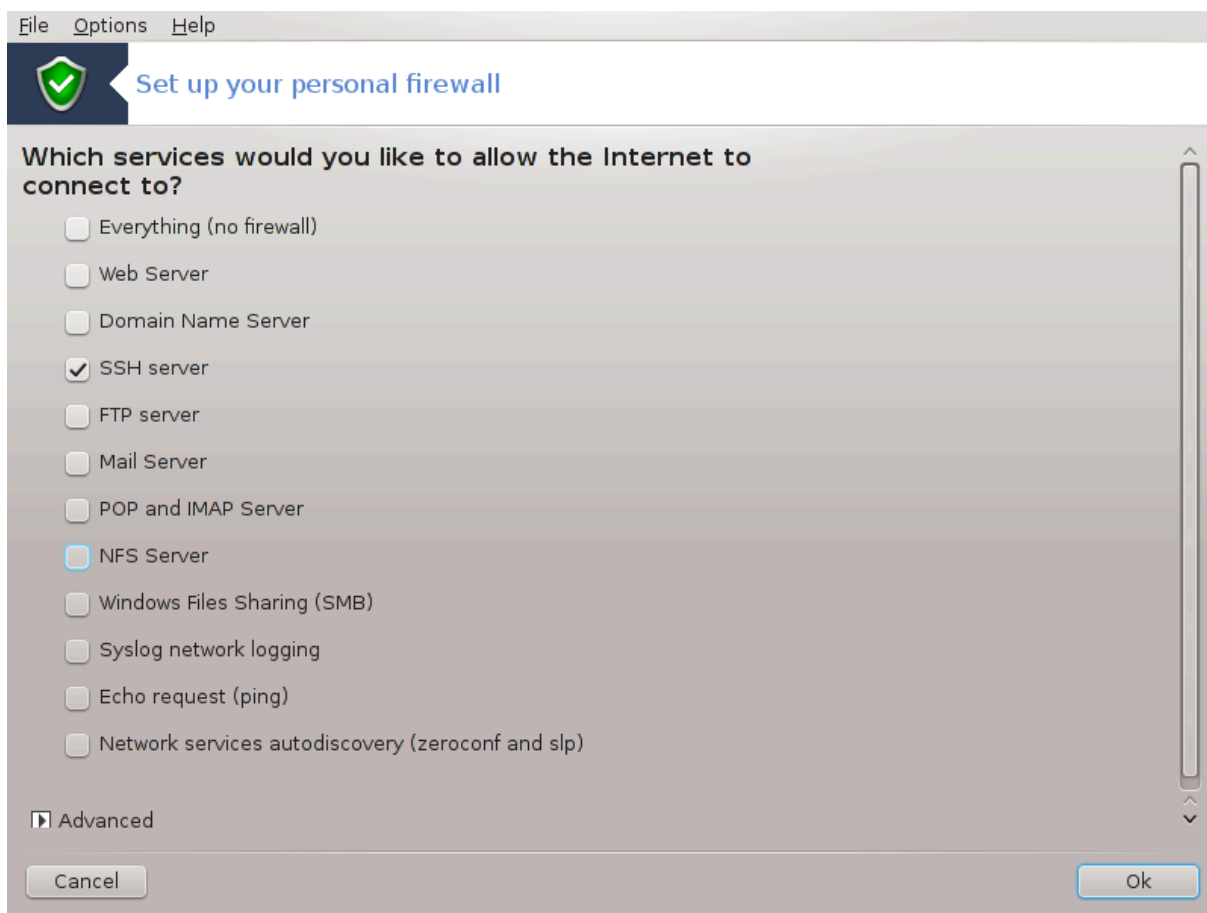 File Options Help
Set up your personal firewall
Which services would you like to allow the Internet to
connect to?
Everything (no firewall)
Web Server
Domain Name Server
SSH server
FTP server
Mail Server
POP and IMAP Server
NFS Server
Windows Files Sharing (SMB)
Syslog network logging
Echo request (ping)
Network services autodiscovery (zeroconf and slp)
Advanced
Cancel Ok